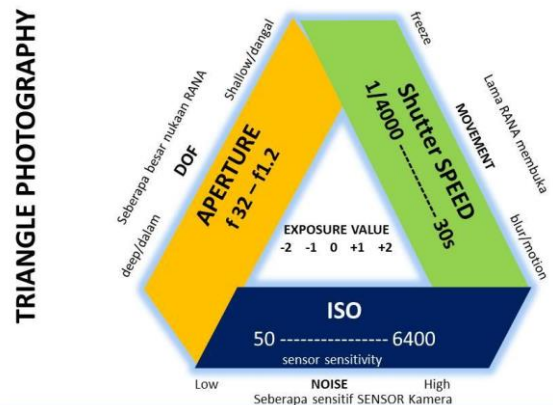 TRIANGLE PHOTOGRAPHY
Seberapa besar nukaan RANA
deep/dalam
DOF
Shallow/dangal
APERTURE
f 32 – f1.2
freeze
Shutter SPEED
1/4000 ------------- 30s
MOVEMENT
Lama RANA membuka
blur/motion
EXPOSURE VALUE
-2 -1 0 +1 +2
ISO
50 ---------------- 6400
sensor sensitivity
Low NOISE High
Seberapa sensitif SENSOR Kamera